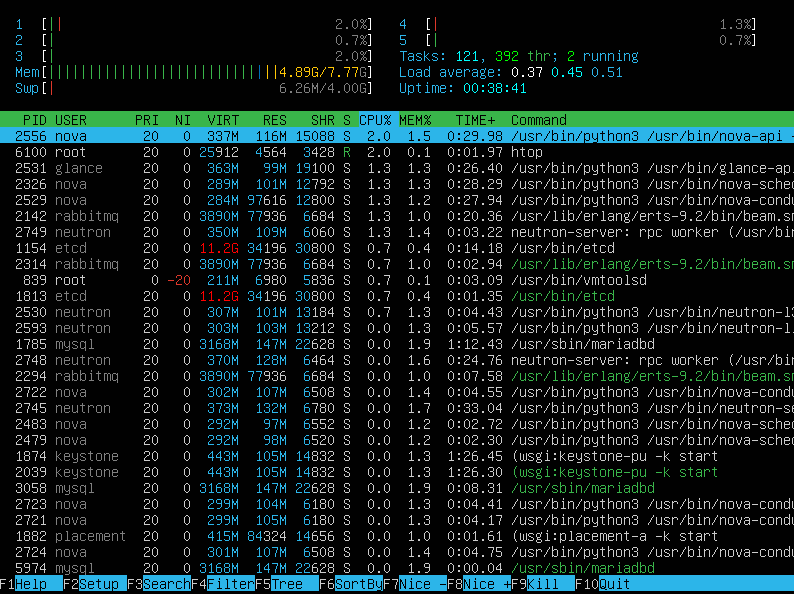 1 [|| 2.0%] 4 [| 1.3%]
2 [| 0.7%] 5 [| 0.7%]
3 [| 2.0%] Tasks: 121, 392 thr; 2 running
Mem[|||||||||||||||||||||||||||||4.89G/7.77G] Load average: 0.37 0.45 0.51
Swp[| 6.26M/4.00G] Uptime: 00:38:41
PID USER PRI NI VIRT RES SHR S CPU% MEM% TIME+ Command
2556 nova 20 0 337M 116M 15088 S 2.0 1.5 0:29.98 /usr/bin/python3 /usr/bin/nova-api -
6100 root 20 0 25912 4564 3428 R 2.0 0.1 0:01.97 htop
2531 glance 20 0 363M 99M 19100 S 1.3 1.3 0:26.40 /usr/bin/python3 /usr/bin/glance-ap
2326 nova 20 0 289M 101M 12792 S 1.3 1.3 0:28.29 /usr/bin/python3 /usr/bin/nova-sche
2529 nova 20 0 284M 97616 12800 S 1.3 1.2 0:27.94 /usr/bin/python3 /usr/bin/nova-cond
2142 rabbitmq 20 0 3890M 77936 6684 S 1.3 1.0 0:20.36 /usr/lib/erlang/erts-9.2/bin/beam.sm
2749 neutron 20 0 350M 109M 6060 S 1.3 1.4 0:03.22 neutron-server: rpc worker (/usr/bin
1154 etcd 20 0 11.2G 34196 30800 S 0.7 0.4 0:14.18 /usr/bin/etcd
2314 rabbitmq 20 0 3890M 77936 6684 S 0.7 1.0 0:02.94 /usr/lib/erlang/erts-9.2/bin/beam.sm
839 root 0 -20 211M 6980 5836 S 0.7 0.1 0:03.09 /usr/bin/vmtoolsd
1813 etcd 20 0 11.2G 34196 30800 S 0.7 0.4 0:01.35 /usr/bin/etcd
2530 neutron 20 0 307M 101M 13184 S 0.7 1.3 0:04.43 /usr/bin/python3 /usr/bin/neutron-l3
2593 neutron 20 0 303M 103M 13212 S 0.0 1.3 0:05.57 /usr/bin/python3 /usr/bin/neutron-l
1785 mysql 20 0 3168M 147M 22628 S 0.0 1.9 1:12.43 /usr/sbin/mariadbd
2748 neutron 20 0 370M 128M 6464 S 0.0 1.6 0:24.76 neutron-server: rpc worker (/usr/bin
2294 rabbitmq 20 0 3890M 77936 6684 S 0.0 1.0 0:07.58 /usr/lib/erlang/erts-9.2/bin/beam.sm
2722 nova 20 0 302M 107M 6508 S 0.0 1.4 0:04.55 /usr/bin/python3 /usr/bin/nova-cond
2745 neutron 20 0 373M 132M 6780 S 0.0 1.7 0:33.04 /usr/bin/python3 /usr/bin/neutron-se
2483 nova 20 0 292M 97M 6552 S 0.0 1.2 0:02.72 /usr/bin/python3 /usr/bin/nova-sche
2479 nova 20 0 292M 98M 6520 S 0.0 1.2 0:02.30 /usr/bin/python3 /usr/bin/nova-sche
1874 keystone 20 0 443M 105M 14832 S 0.0 1.3 1:26.45 (wsgi:keystone-pu -k start
2039 keystone 20 0 443M 105M 14832 S 0.0 1.3 1:26.30 (wsgi:keystone-pu -k start
3058 mysql 20 0 3168M 147M 22628 S 0.0 1.9 0:08.31 /usr/sbin/mariadbd
2723 nova 20 0 299M 104M 6180 S 0.0 1.3 0:04.41 /usr/bin/python3 /usr/bin/nova-cond
2721 nova 20 0 299M 105M 6180 S 0.0 1.3 0:04.17 /usr/bin/python3 /usr/bin/nova-cond
1882 placement 20 0 415M 84324 14656 S 0.0 1.0 0:01.61 (wsgi:placement-a -k start
2724 nova 20 0 301M 107M 6508 S 0.0 1.4 0:04.75 /usr/bin/python3 /usr/bin/nova-cond
5974 mysql 20 0 3168M 147M 22628 S 0.0 1.9 0:00.04 /usr/sbin/mariadbd
F1Help F2Setup F3SearchF4FilterF5Tree F6SortByF7Nice -F8Nice +F9Kill F10Quit